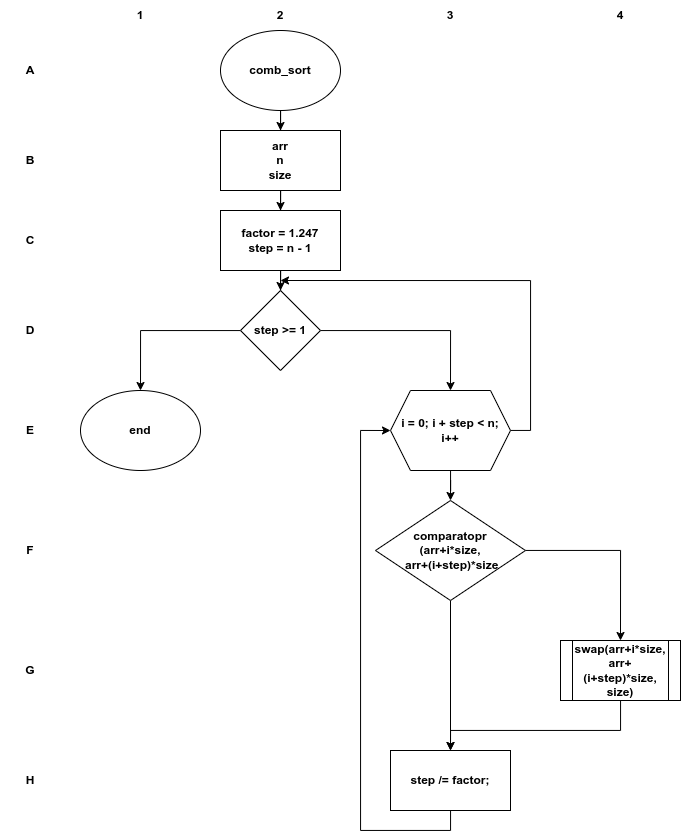 1 2 3 4
A
comb_sort
B
arr
n
size
C
factor = 1.247
step = n - 1
D
step >= 1
E
end
i = 0; i + step < n;
i++
F
comparatopr
(arr+i*size,
arr+(i+step)*size
G
swap(arr+i*size,
arr+
(i+step)*size,
size)
H
step /= factor;